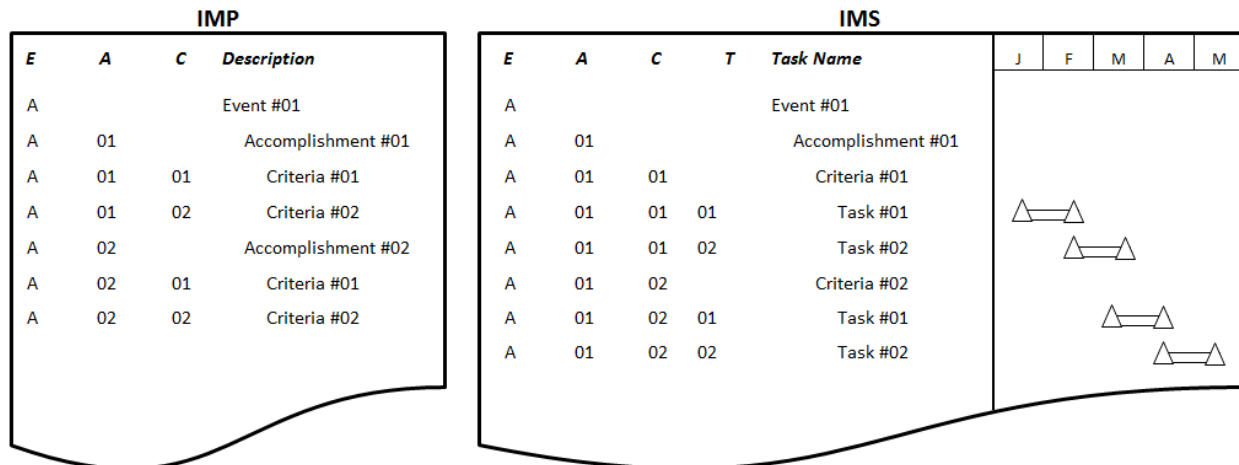 IMP
E A C Description
A Event #01
A 01 Accomplishment #01
A 01 01 Criteria #01
A 01 02 Criteria #02
A 02 Accomplishment #02
A 02 01 Criteria #01
A 02 02 Criteria #02
IMS
E A C T Task Name J F M A M
A Event #01
A 01 Accomplishment #01
A 01 01 Criteria #01
A 01 01 01 Task #01
A 01 01 02 Task #02
A 01 02 Criteria #02
A 01 02 01 Task #01
A 01 02 02 Task #02